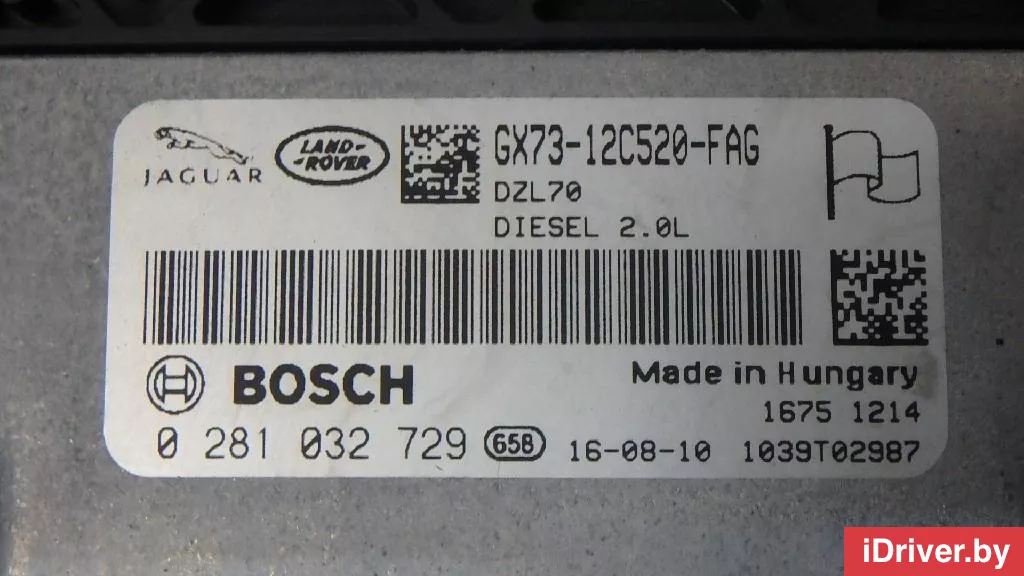 JAGUAR
LAND-
ROVER
GX73-12C520-FAG
DZL70
DIESEL 2.0L
BOSCH
Made in Hungary
1675 1214
0 281 032 729 658 16-08-10 1039T02987
iDriver.by